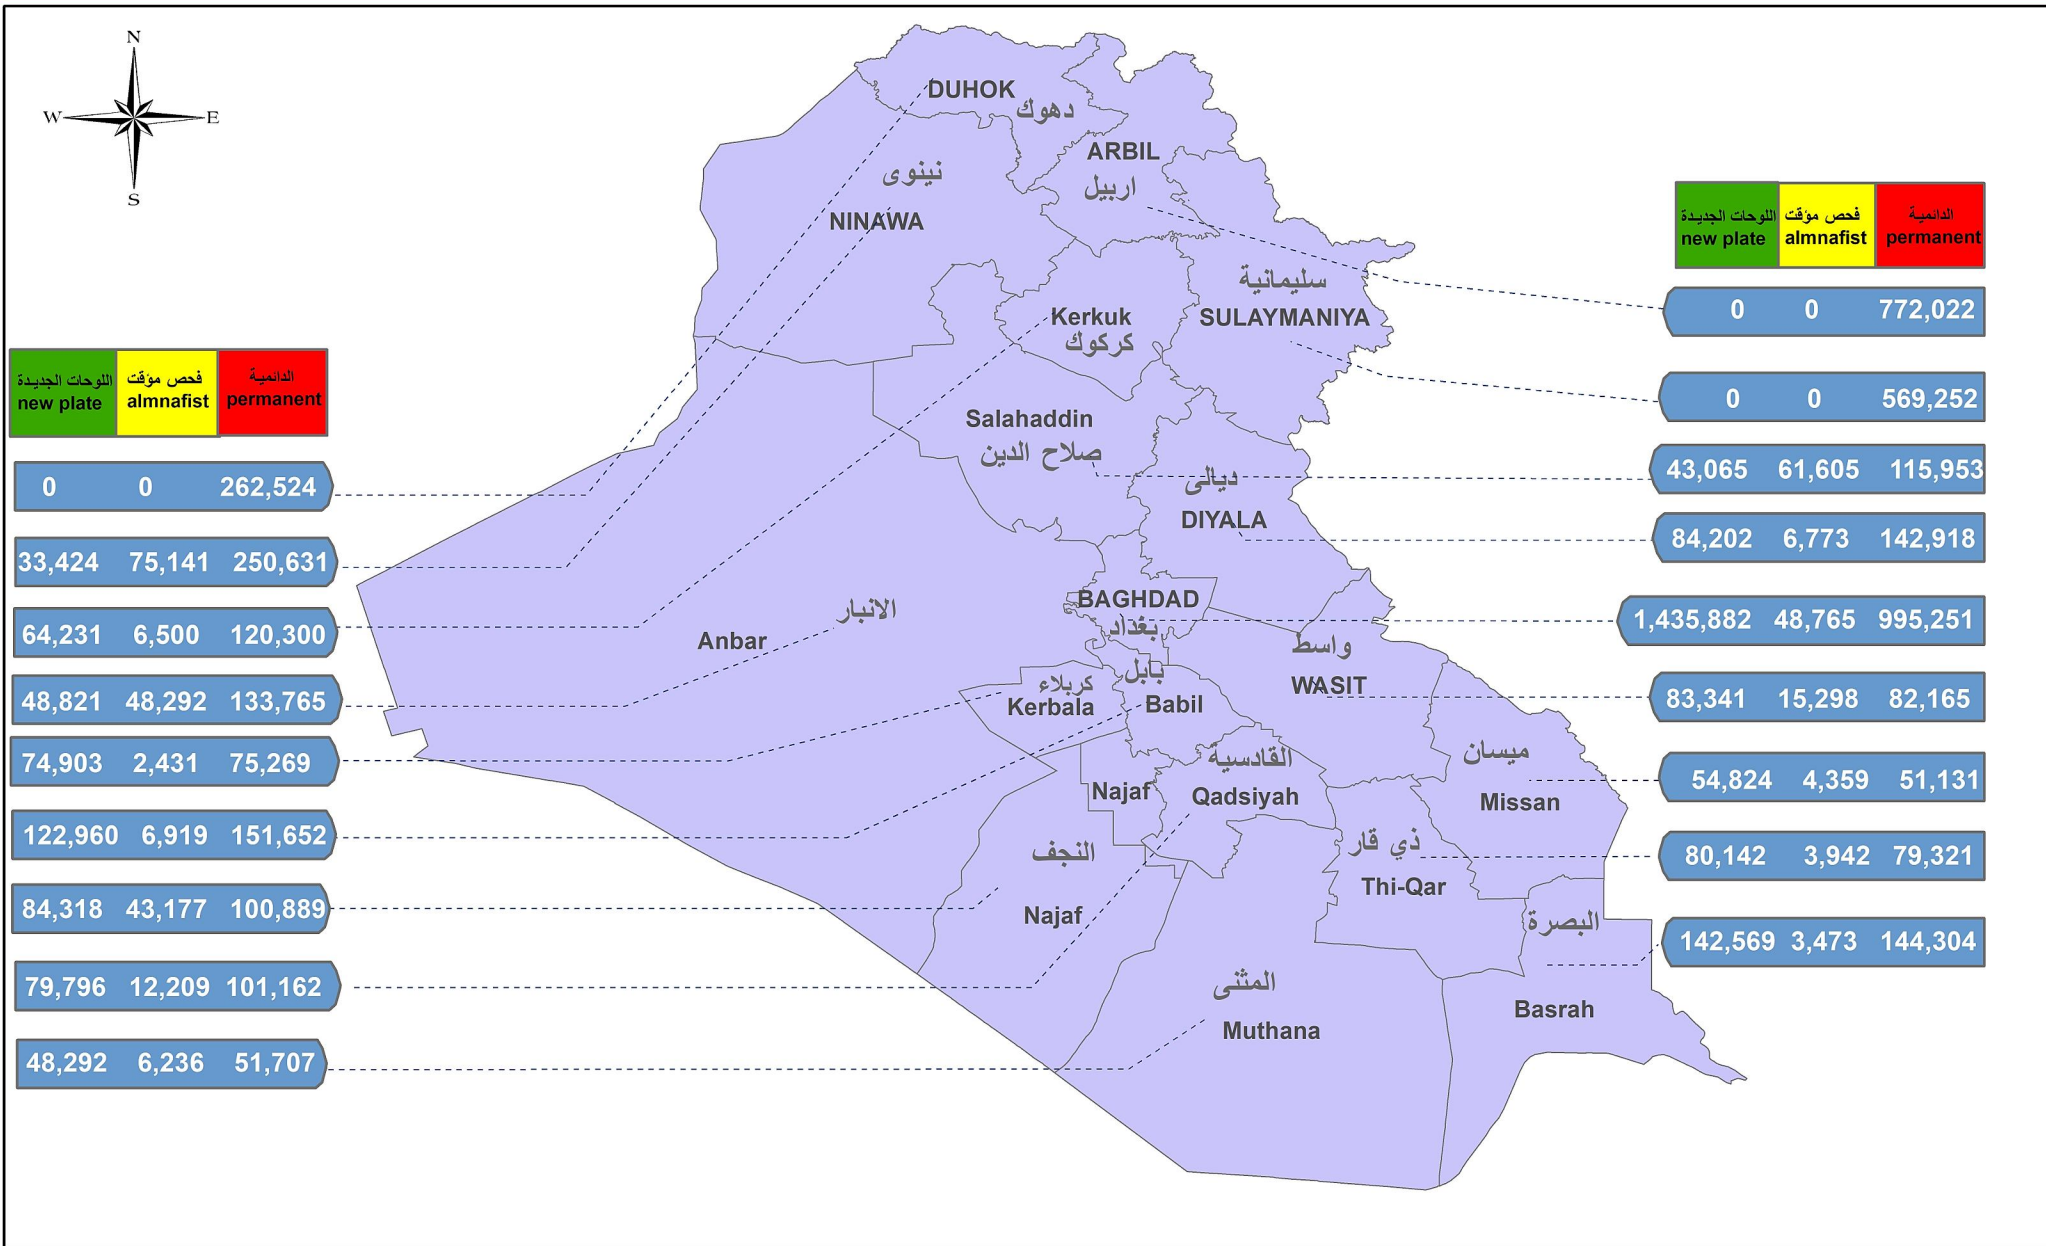 N
W E
S
DUHOK
دهوك
ARBIL
اربيل
نينوى
NINAWA
سليمانية
SULAYMANIYA
Kerkuk
كركوك
Salahaddin
صلاح الدين
ديالى
DIYALA
BAGHDAD
بغداد
الانبار
Anbar
واسط
WASIT
بابل
Babil
كربلاء
Kerbala
القادسية
Qadsiyah
ميسان
Missan
Najaf
النجف
Najaf
ذي قار
Thi-Qar
البصرة
Basrah
المثنى
Muthana
اللوحات الجديدة فحص مؤقت الدائمية
new plate almnafist permanent
0 0 262,524
33,424 75,141 250,631
64,231 6,500 120,300
48,821 48,292 133,765
74,903 2,431 75,269
122,960 6,919 151,652
84,318 43,177 100,889
79,796 12,209 101,162
48,292 6,236 51,707
اللوحات الجديدة فحص مؤقت الدائمية
new plate almnafist permanent
0 0 772,022
0 0 569,252
43,065 61,605 115,953
84,202 6,773 142,918
1,435,882 48,765 995,251
83,341 15,298 82,165
54,824 4,359 51,131
80,142 3,942 79,321
142,569 3,473 144,304